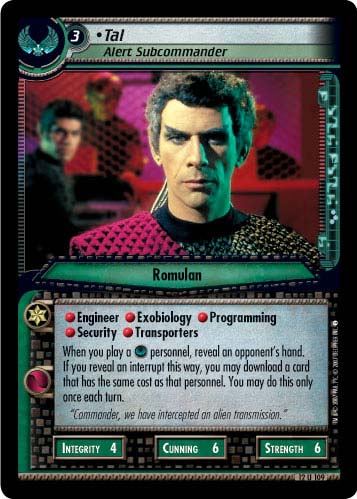 3 •Tal
Alert Subcommander
Romulan
• Engineer • Exobiology • Programming
• Security • Transporters
When you play a personnel, reveal an opponent's hand.
If you reveal an interrupt this way, you may download a card
that has the same cost as that personnel. You may do this only
once each turn.
"Commander, we have intercepted an alien transmission."
INTEGRITY 4 CUNNING 6 STRENGTH 6
12 U 109